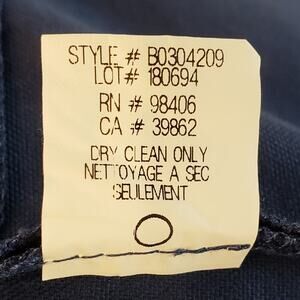 STYLE # B0304209
LOT# 180694
RN # 98406
CA # 39862
DRY CLEAN ONLY
NETTOYAGE A SEC
SEULEMENT